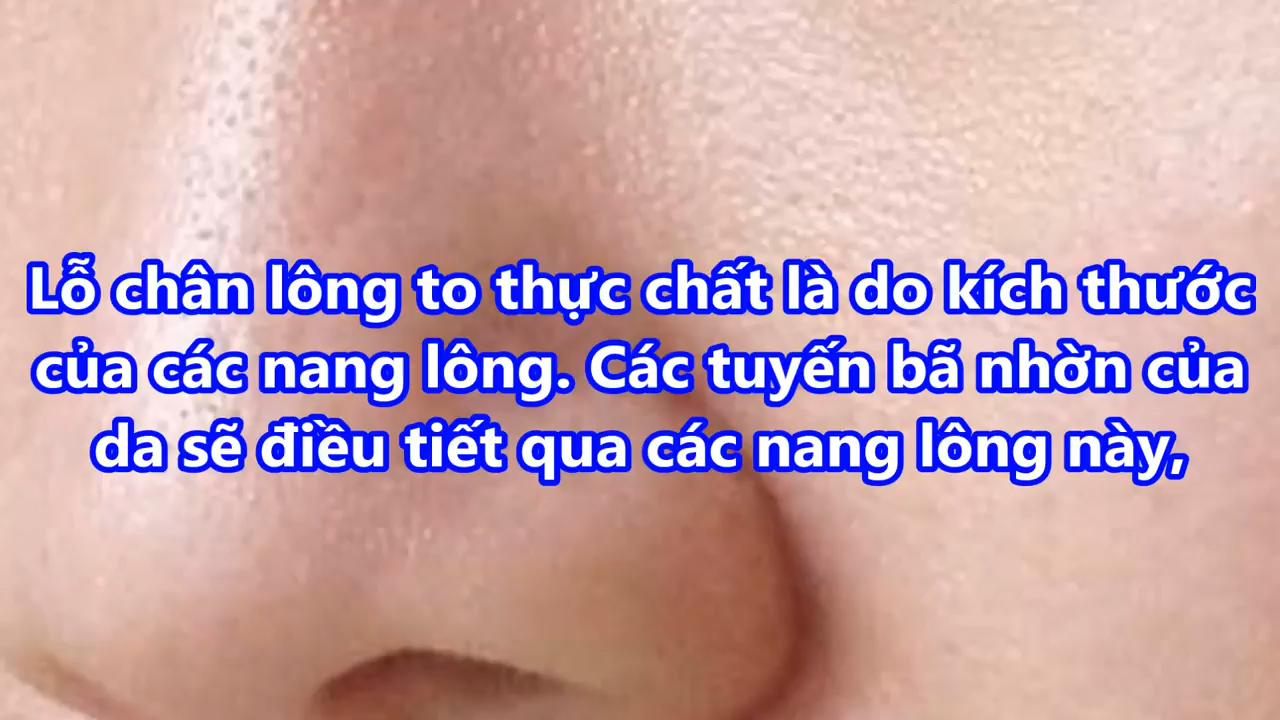 Lỗ chân lông to thực chất là do kích thước
của các nang lông. Các tuyến bã nhờn của
da sẽ điều tiết qua các nang lông này,